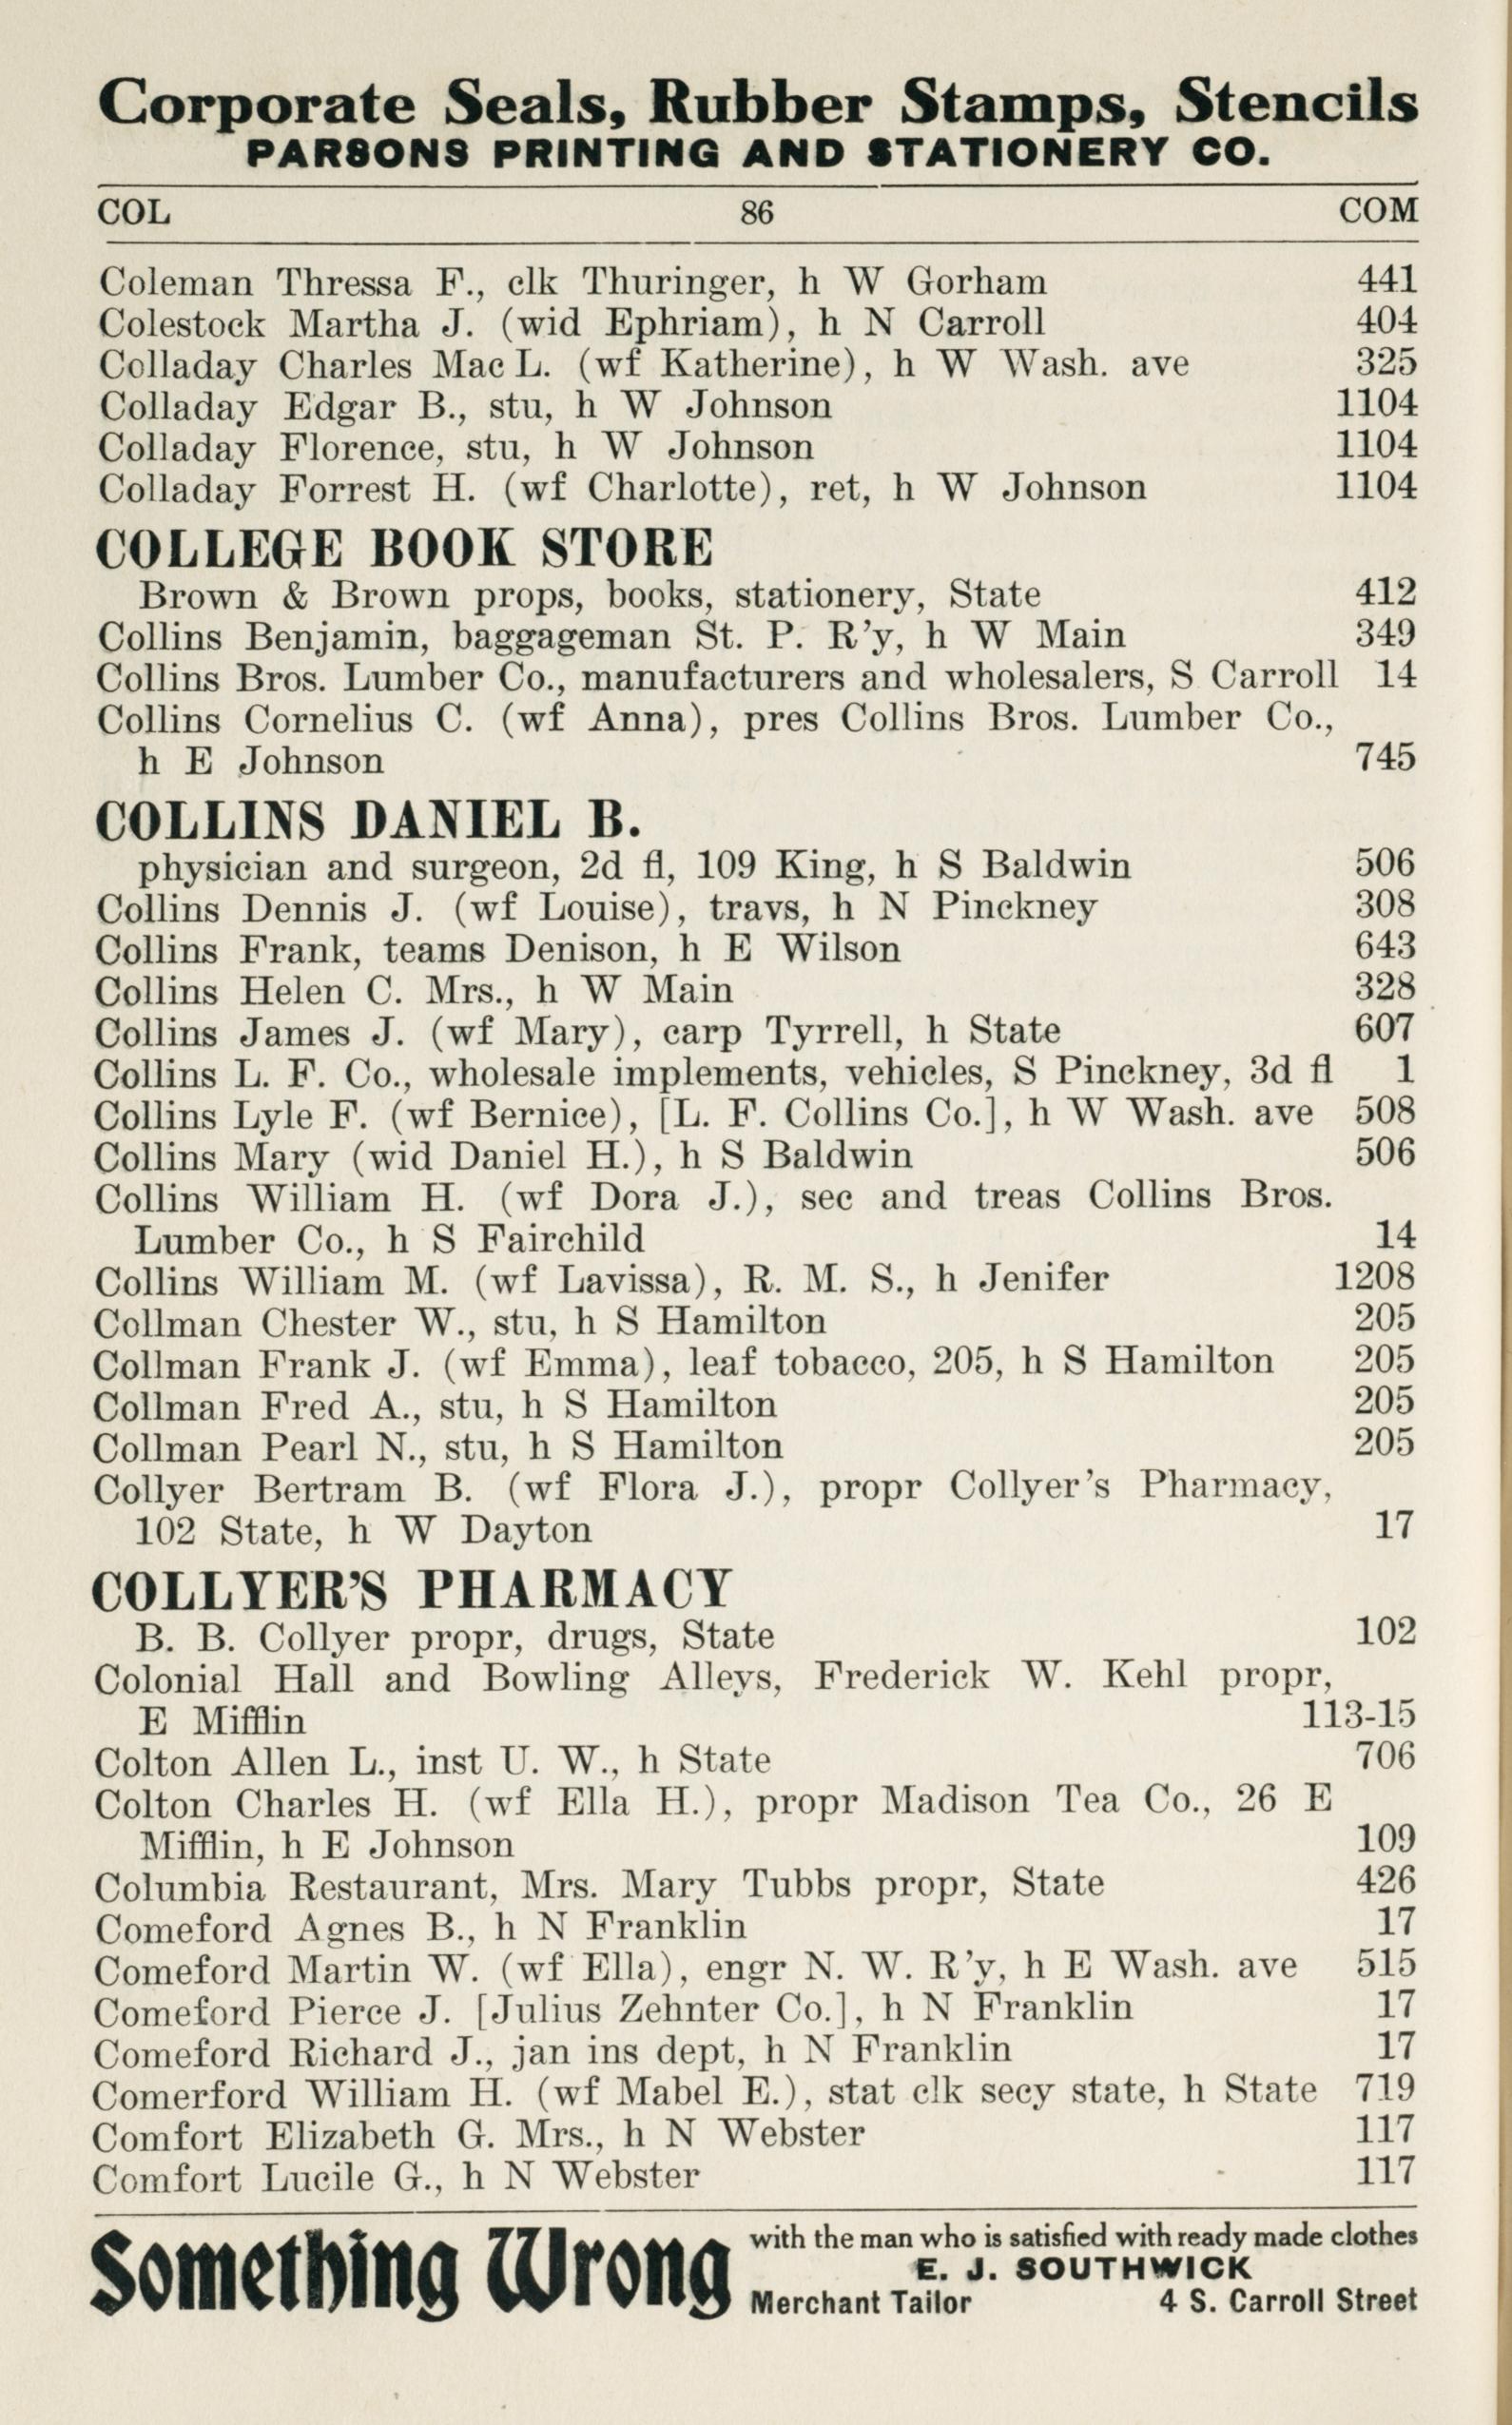 Corporate Seals, Rubber Stamps, Stencils
PARSONS PRINTING AND STATIONERY CO.
COL 86 COM
Coleman Thressa F., clk Thuringer, h W Gorham 441
Colestock Martha J. (wid Ephriam), h N Carroll 404
Colladay Charles Mac L. (wf Katherine), h W Wash. ave 325
Colladay Edgar B., stu, h W Johnson 1104
Colladay Florence, stu, h W Johnson 1104
Colladay Forrest H. (wf Charlotte), ret, h W Johnson 1104
COLLEGE BOOK STORE
Brown & Brown props, books, stationery, State 412
Collins Benjamin, baggageman St. P. R'y, h W Main 349
Collins Bros. Lumber Co., manufacturers and wholesalers, S Carroll 14
Collins Cornelius C. (wf Anna), pres Collins Bros. Lumber Co.,
h E Johnson 745
COLLINS DANIEL B.
physician and surgeon, 2d fl, 109 King, h S Baldwin 506
Collins Dennis J. (wf Louise), travs, h N Pinckney 308
Collins Frank, teams Denison, h E Wilson 643
Collins Helen C. Mrs., h W Main 328
Collins James J. (wf Mary), carp Tyrrell, h State 607
Collins L. F. Co., wholesale implements, vehicles, S Pinckney, 3d fl 1
Collins Lyle F. (wf Bernice), [L. F. Collins Co.], h W Wash. ave 508
Collins Mary (wid Daniel H.), h S Baldwin 506
Collins William H. (wf Dora J.), sec and treas Collins Bros.
Lumber Co., h S Fairchild 14
Collins William M. (wf Lavissa), R. M. S., h Jenifer 1208
Collman Chester W., stu, h S Hamilton 205
Collman Frank J. (wf Emma), leaf tobacco, 205, h S Hamilton 205
Collman Fred A., stu, h S Hamilton 205
Collman Pearl N., stu, h S Hamilton 205
Collyer Bertram B. (wf Flora J.), propr Collyer's Pharmacy,
102 State, h W Dayton 17
COLLYER'S PHARMACY
B. B. Collyer propr, drugs, State 102
Colonial Hall and Bowling Alleys, Frederick W. Kehl propr,
E Mifflin 113-15
Colton Allen L., inst U. W., h State 706
Colton Charles H. (wf Ella H.), propr Madison Tea Co., 26 E
Mifflin, h E Johnson 109
Columbia Restaurant, Mrs. Mary Tubbs propr, State 426
Comeford Agnes B., h N Franklin 17
Comeford Martin W. (wf Ella), engr N. W. R'y, h E Wash. ave 515
Comeford Pierce J. [Julius Zehnter Co.], h N Franklin 17
Comeford Richard J., jan ins dept, h N Franklin 17
Comerford William H. (wf Mabel E.), stat clk secy state, h State 719
Comfort Elizabeth G. Mrs., h N Webster 117
Comfort Lucile G., h N Webster 117
Something Wrong with the man who is satisfied with ready made clothes
E. J. SOUTHWICK
Merchant Tailor 4 S. Carroll Street